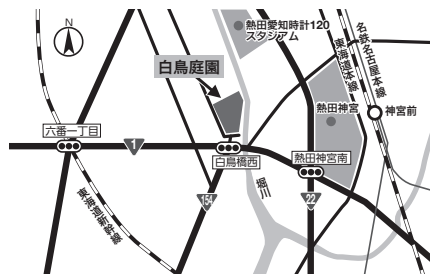 N
熱田愛知時計120
スタジアム
名鉄名古屋本線
東海道本線
白鳥庭園
熱田神宮
神宮前
六番一丁目
1
白鳥橋西
熱田神宮南
堀川
東海道新幹線
154
22